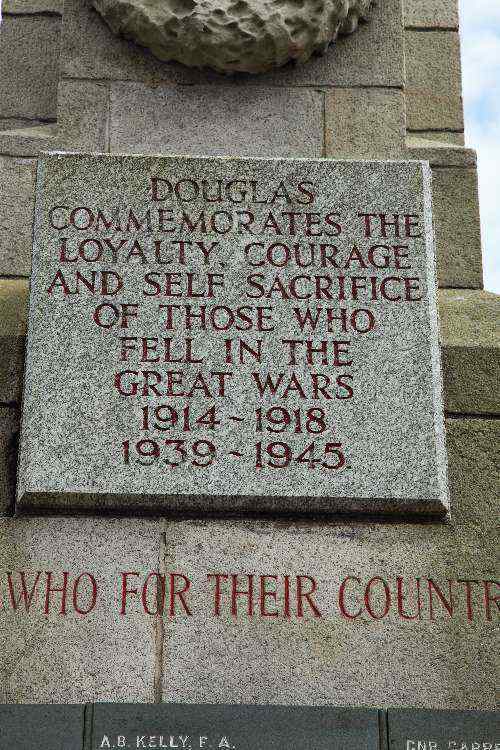 DOUGLAS
COMMEMORATES THE
LOYALTY, COURAGE
AND SELF SACRIFICE
OF THOSE WHO
FELL IN THE
GREAT WARS
1914 ~ 1918
1939 ~ 1945.
WHO FOR THEIR COUNTR
A.B. KELLY, F. A.
GNR.